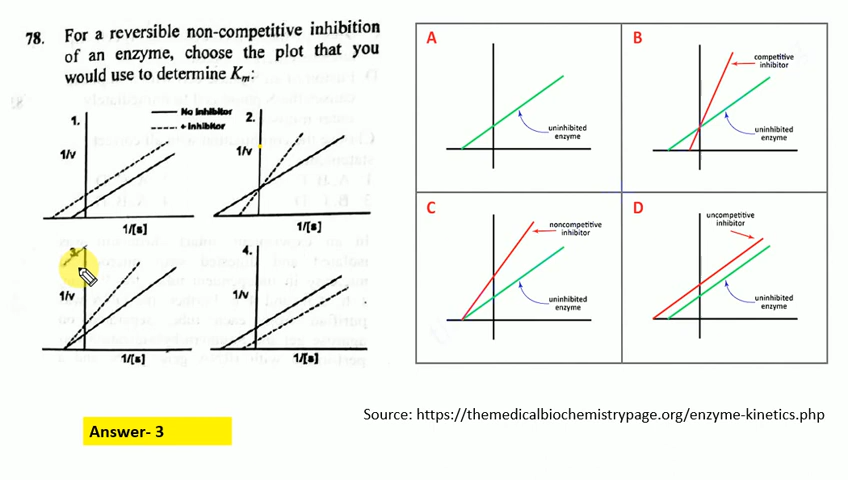 78. For a reversible non-competitive inhibition
of an enzyme, choose the plot that you
would use to determine Km:
1.
No Inhibitor
+ Inhibitor
1/v
1/[s]
2.
1/v
1/[s]
3.
1/v
1/[s]
4.
1/v
1/[s]
Answer- 3
A
uninhibited
enzyme
B
competitive
inhibitor
uninhibited
enzyme
C
noncompetitive
inhibitor
uninhibited
enzyme
D
uncompetitive
inhibitor
uninhibited
enzyme
Source: https://themedicalbiochemistrypage.org/enzyme-kinetics.php